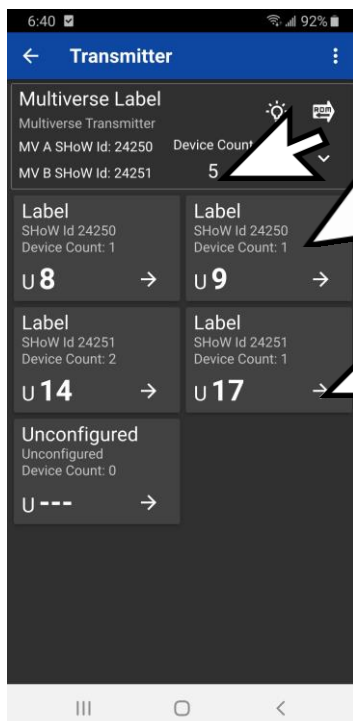 6:40 92%
Transmitter
Multiverse Label
Multiverse Transmitter
ROM
MV A SHoW Id: 24250 Device Count
MV B SHoW Id: 24251 5
Label
SHoW Id 24250
Device Count: 1
U 8
Label
SHoW Id 24250
Device Count: 1
U 9
Label
SHoW Id 24251
Device Count: 2
U 14
Label
SHoW Id 24251
Device Count: 1
U 17
Unconfigured
Unconfigured
Device Count: 0
U ---